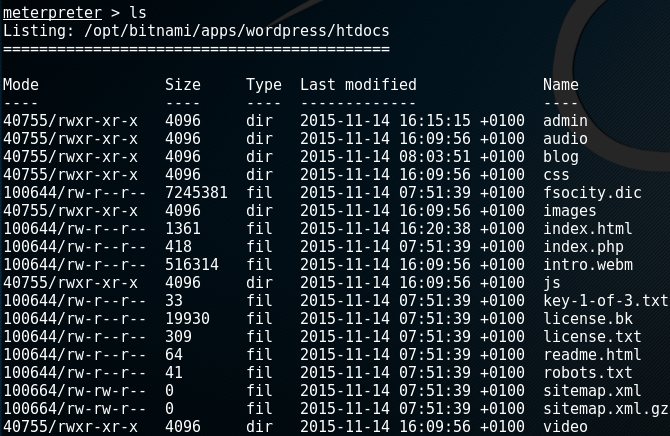 meterpreter > ls
Listing: /opt/bitnami/apps/wordpress/htdocs
===========================================
Mode              Size     Type  Last modified              Name
----              ----     ----  -------------              ----
40755/rwxr-xr-x   4096     dir   2015-11-14 16:15:15 +0100  admin
40755/rwxr-xr-x   4096     dir   2015-11-14 16:09:56 +0100  audio
40755/rwxr-xr-x   4096     dir   2015-11-14 08:03:51 +0100  blog
40755/rwxr-xr-x   4096     dir   2015-11-14 16:09:56 +0100  css
100644/rw-r--r--  7245381  fil   2015-11-14 07:51:39 +0100  fsocity.dic
40755/rwxr-xr-x   4096     dir   2015-11-14 16:09:56 +0100  images
100644/rw-r--r--  1361     fil   2015-11-14 16:20:38 +0100  index.html
100644/rw-r--r--  418      fil   2015-11-14 07:51:39 +0100  index.php
100644/rw-r--r--  516314   fil   2015-11-14 16:09:56 +0100  intro.webm
40755/rwxr-xr-x   4096     dir   2015-11-14 16:09:56 +0100  js
100644/rw-r--r--  33       fil   2015-11-14 07:51:39 +0100  key-1-of-3.txt
100644/rw-r--r--  19930    fil   2015-11-14 07:51:39 +0100  license.bk
100644/rw-r--r--  309      fil   2015-11-14 07:51:39 +0100  license.txt
100644/rw-r--r--  64       fil   2015-11-14 07:51:39 +0100  readme.html
100644/rw-r--r--  41       fil   2015-11-14 07:51:39 +0100  robots.txt
100664/rw-rw-r--  0        fil   2015-11-14 07:51:39 +0100  sitemap.xml
100664/rw-rw-r--  0        fil   2015-11-14 07:51:39 +0100  sitemap.xml.gz
40755/rwxr-xr-x   4096     dir   2015-11-14 16:09:56 +0100  video